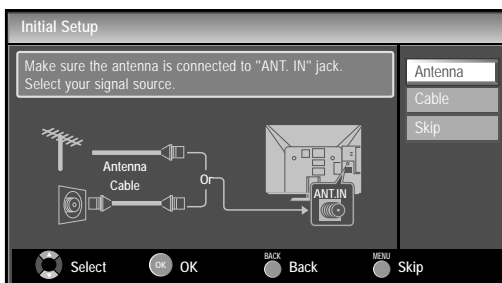 Initial Setup
Make sure the antenna is connected to "ANT. IN" jack.
Select your signal source.
Antenna
Cable
Skip
Antenna
Cable
Or
ANT.IN
Select
OK
OK
BACK
Back
MENU
Skip